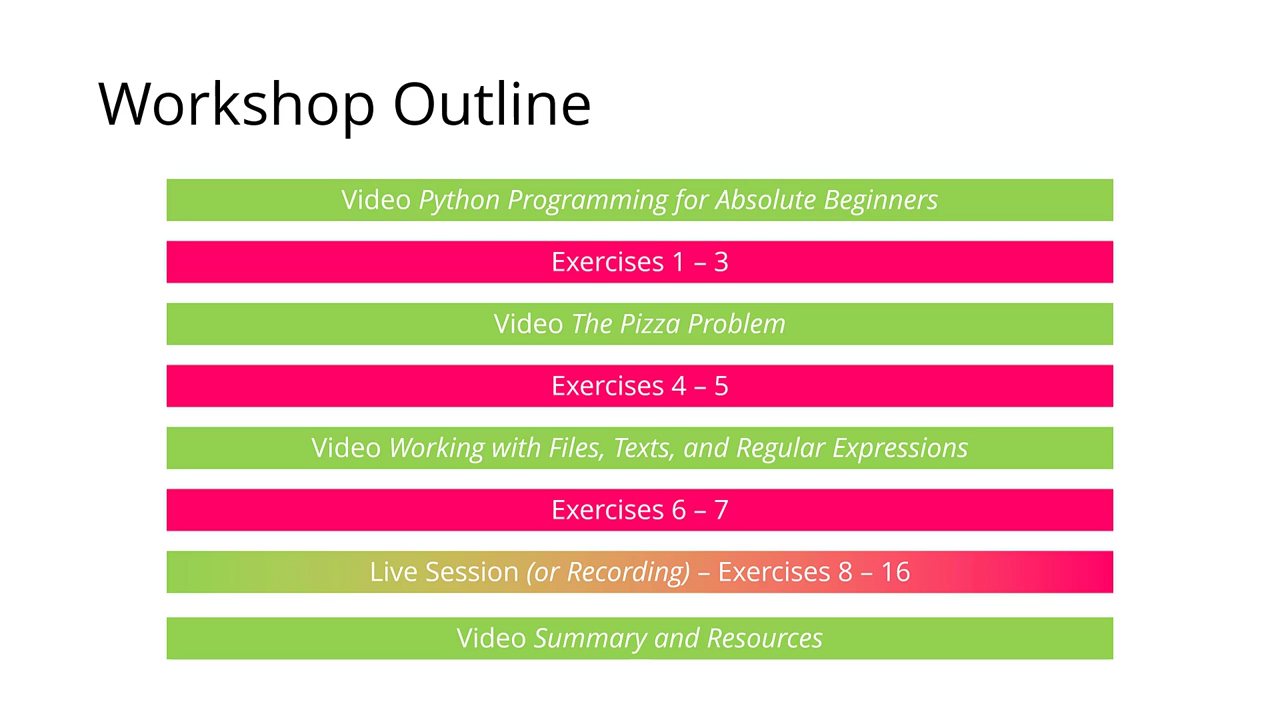 Workshop Outline
Video Python Programming for Absolute Beginners
Exercises 1 – 3
Video The Pizza Problem
Exercises 4 – 5
Video Working with Files, Texts, and Regular Expressions
Exercises 6 – 7
Live Session (or Recording) – Exercises 8 – 16
Video Summary and Resources